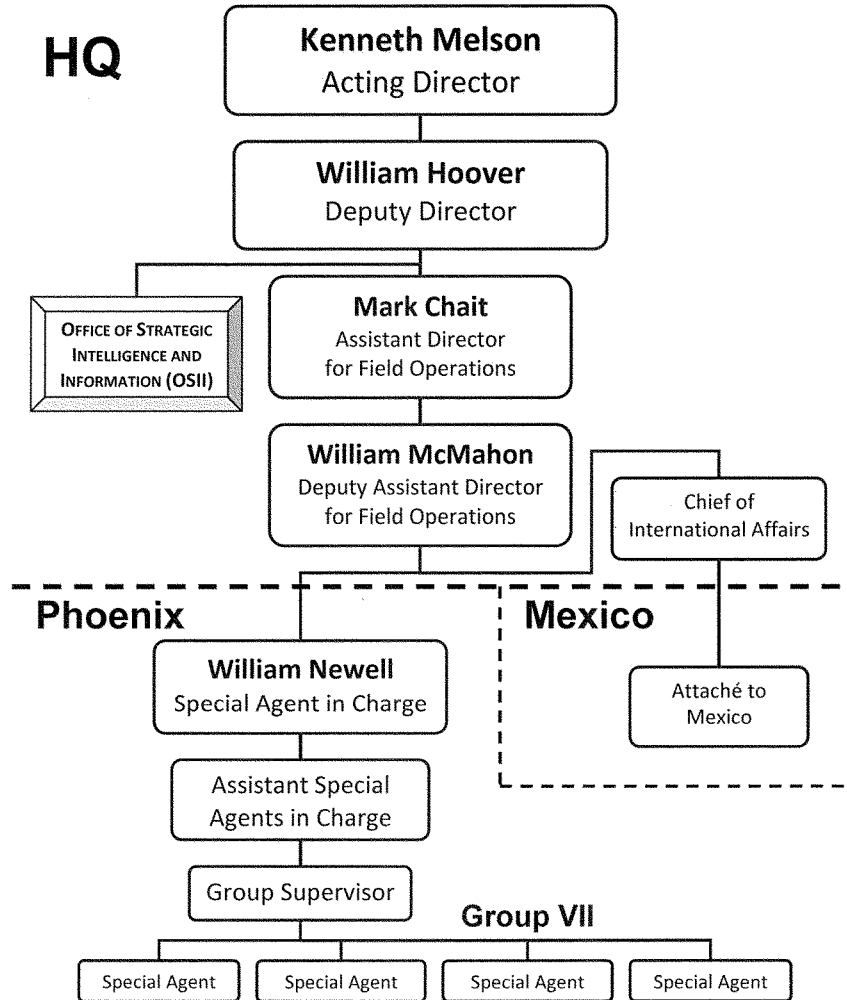 HQ
Kenneth Melson
Acting Director
William Hoover
Deputy Director
OFFICE OF STRATEGIC
INTELLIGENCE AND
INFORMATION (OSII)
Mark Chait
Assistant Director
for Field Operations
William McMahon
Deputy Assistant Director
for Field Operations
Chief of
International Affairs
Phoenix
Mexico
William Newell
Special Agent in Charge
Attaché to
Mexico
Assistant Special
Agents in Charge
Group Supervisor
Group VII
Special Agent
Special Agent
Special Agent
Special Agent